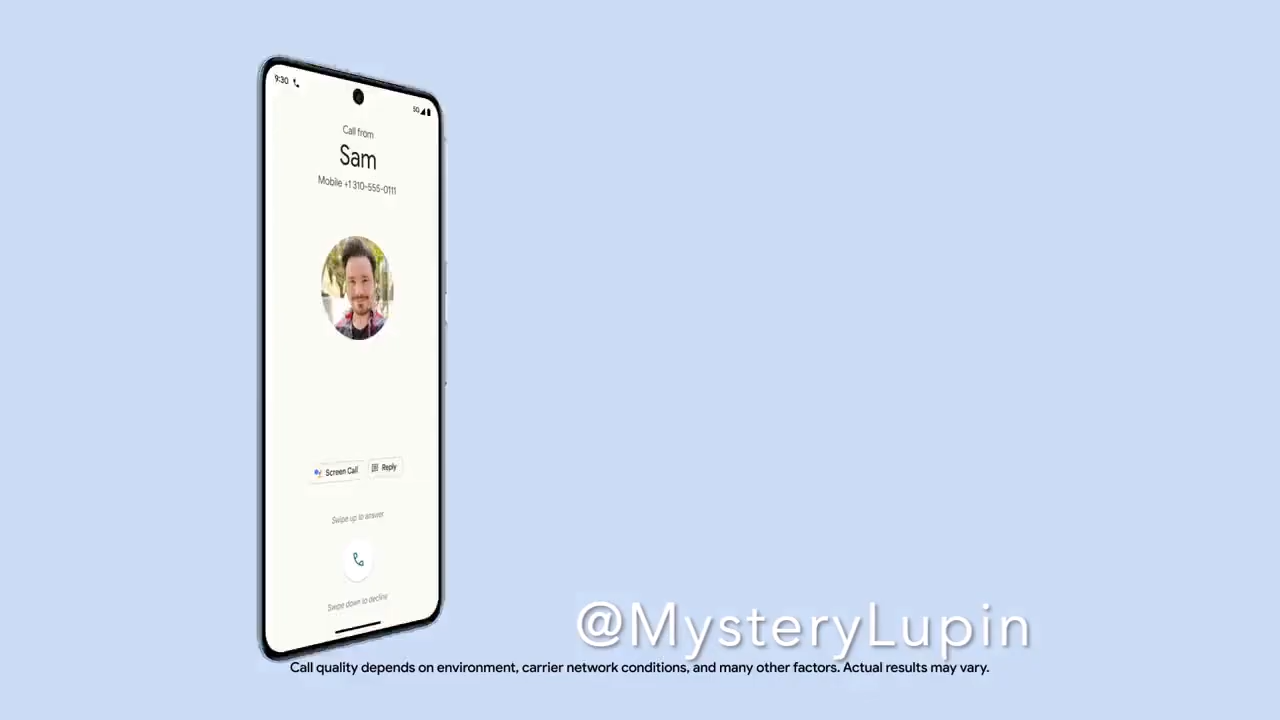 9:30
5G
Call from
Sam
Mobile +1 310-555-0111
Screen Call
Reply
Swipe up to answer
Swipe down to decline
@MysteryLupin
Call quality depends on environment, carrier network conditions, and many other factors. Actual results may vary.